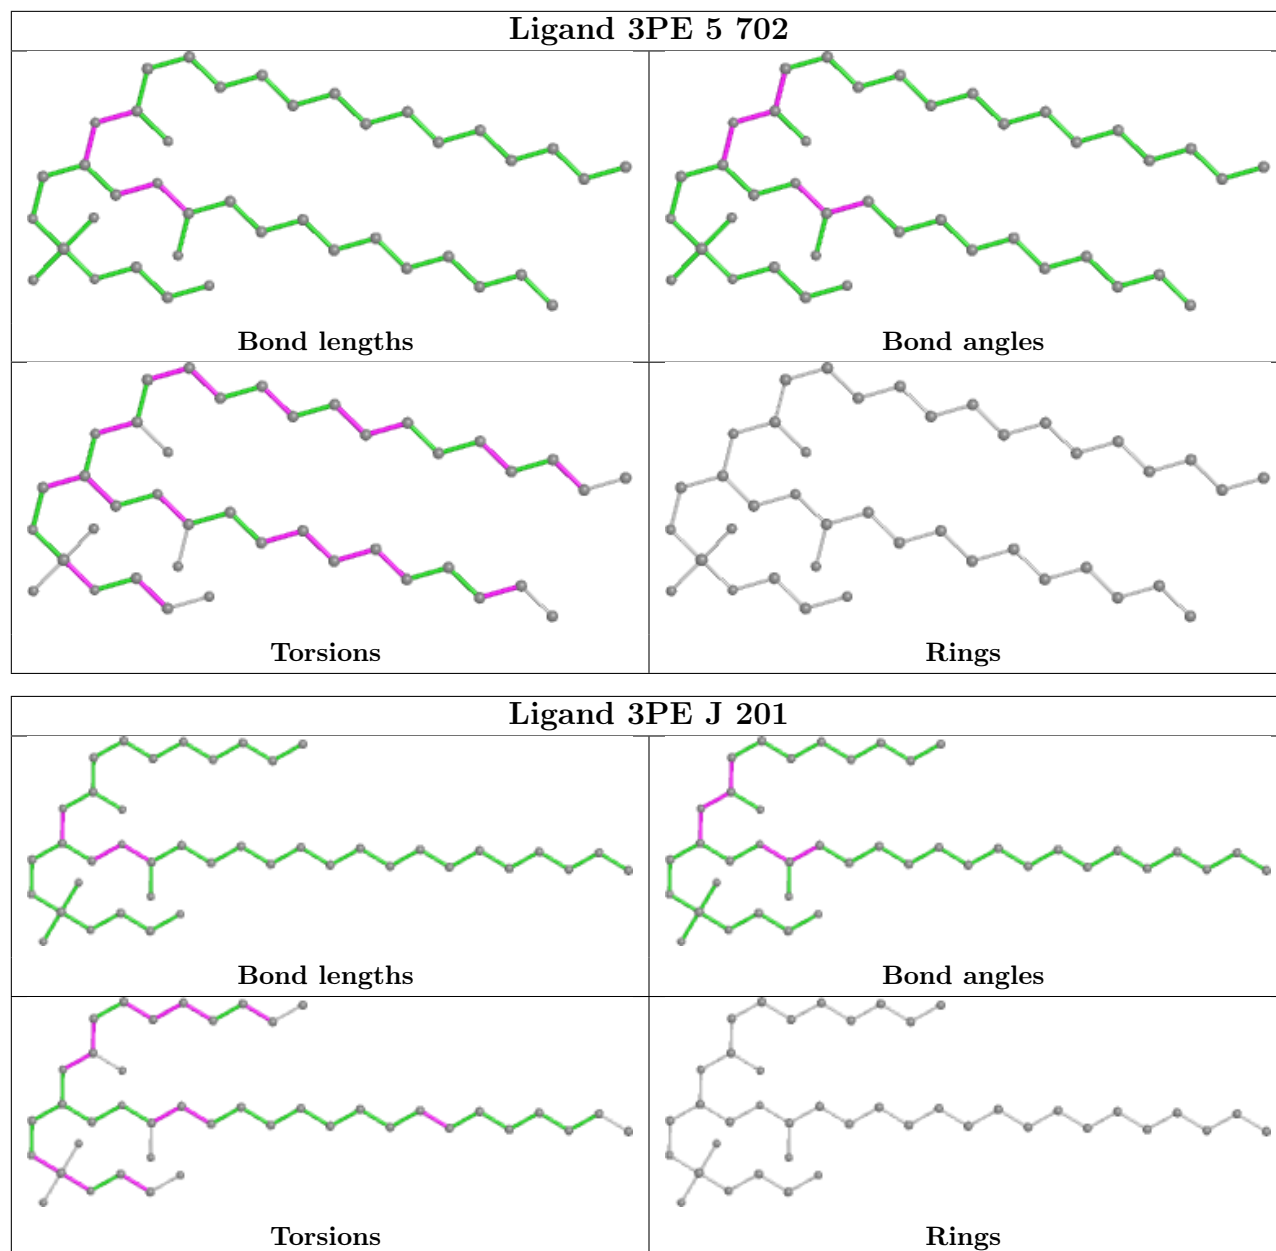 Ligand 3PE 5 702
Bond lengths
Bond angles
Torsions
Rings
Ligand 3PE J 201
Bond lengths
Bond angles
Torsions
Rings